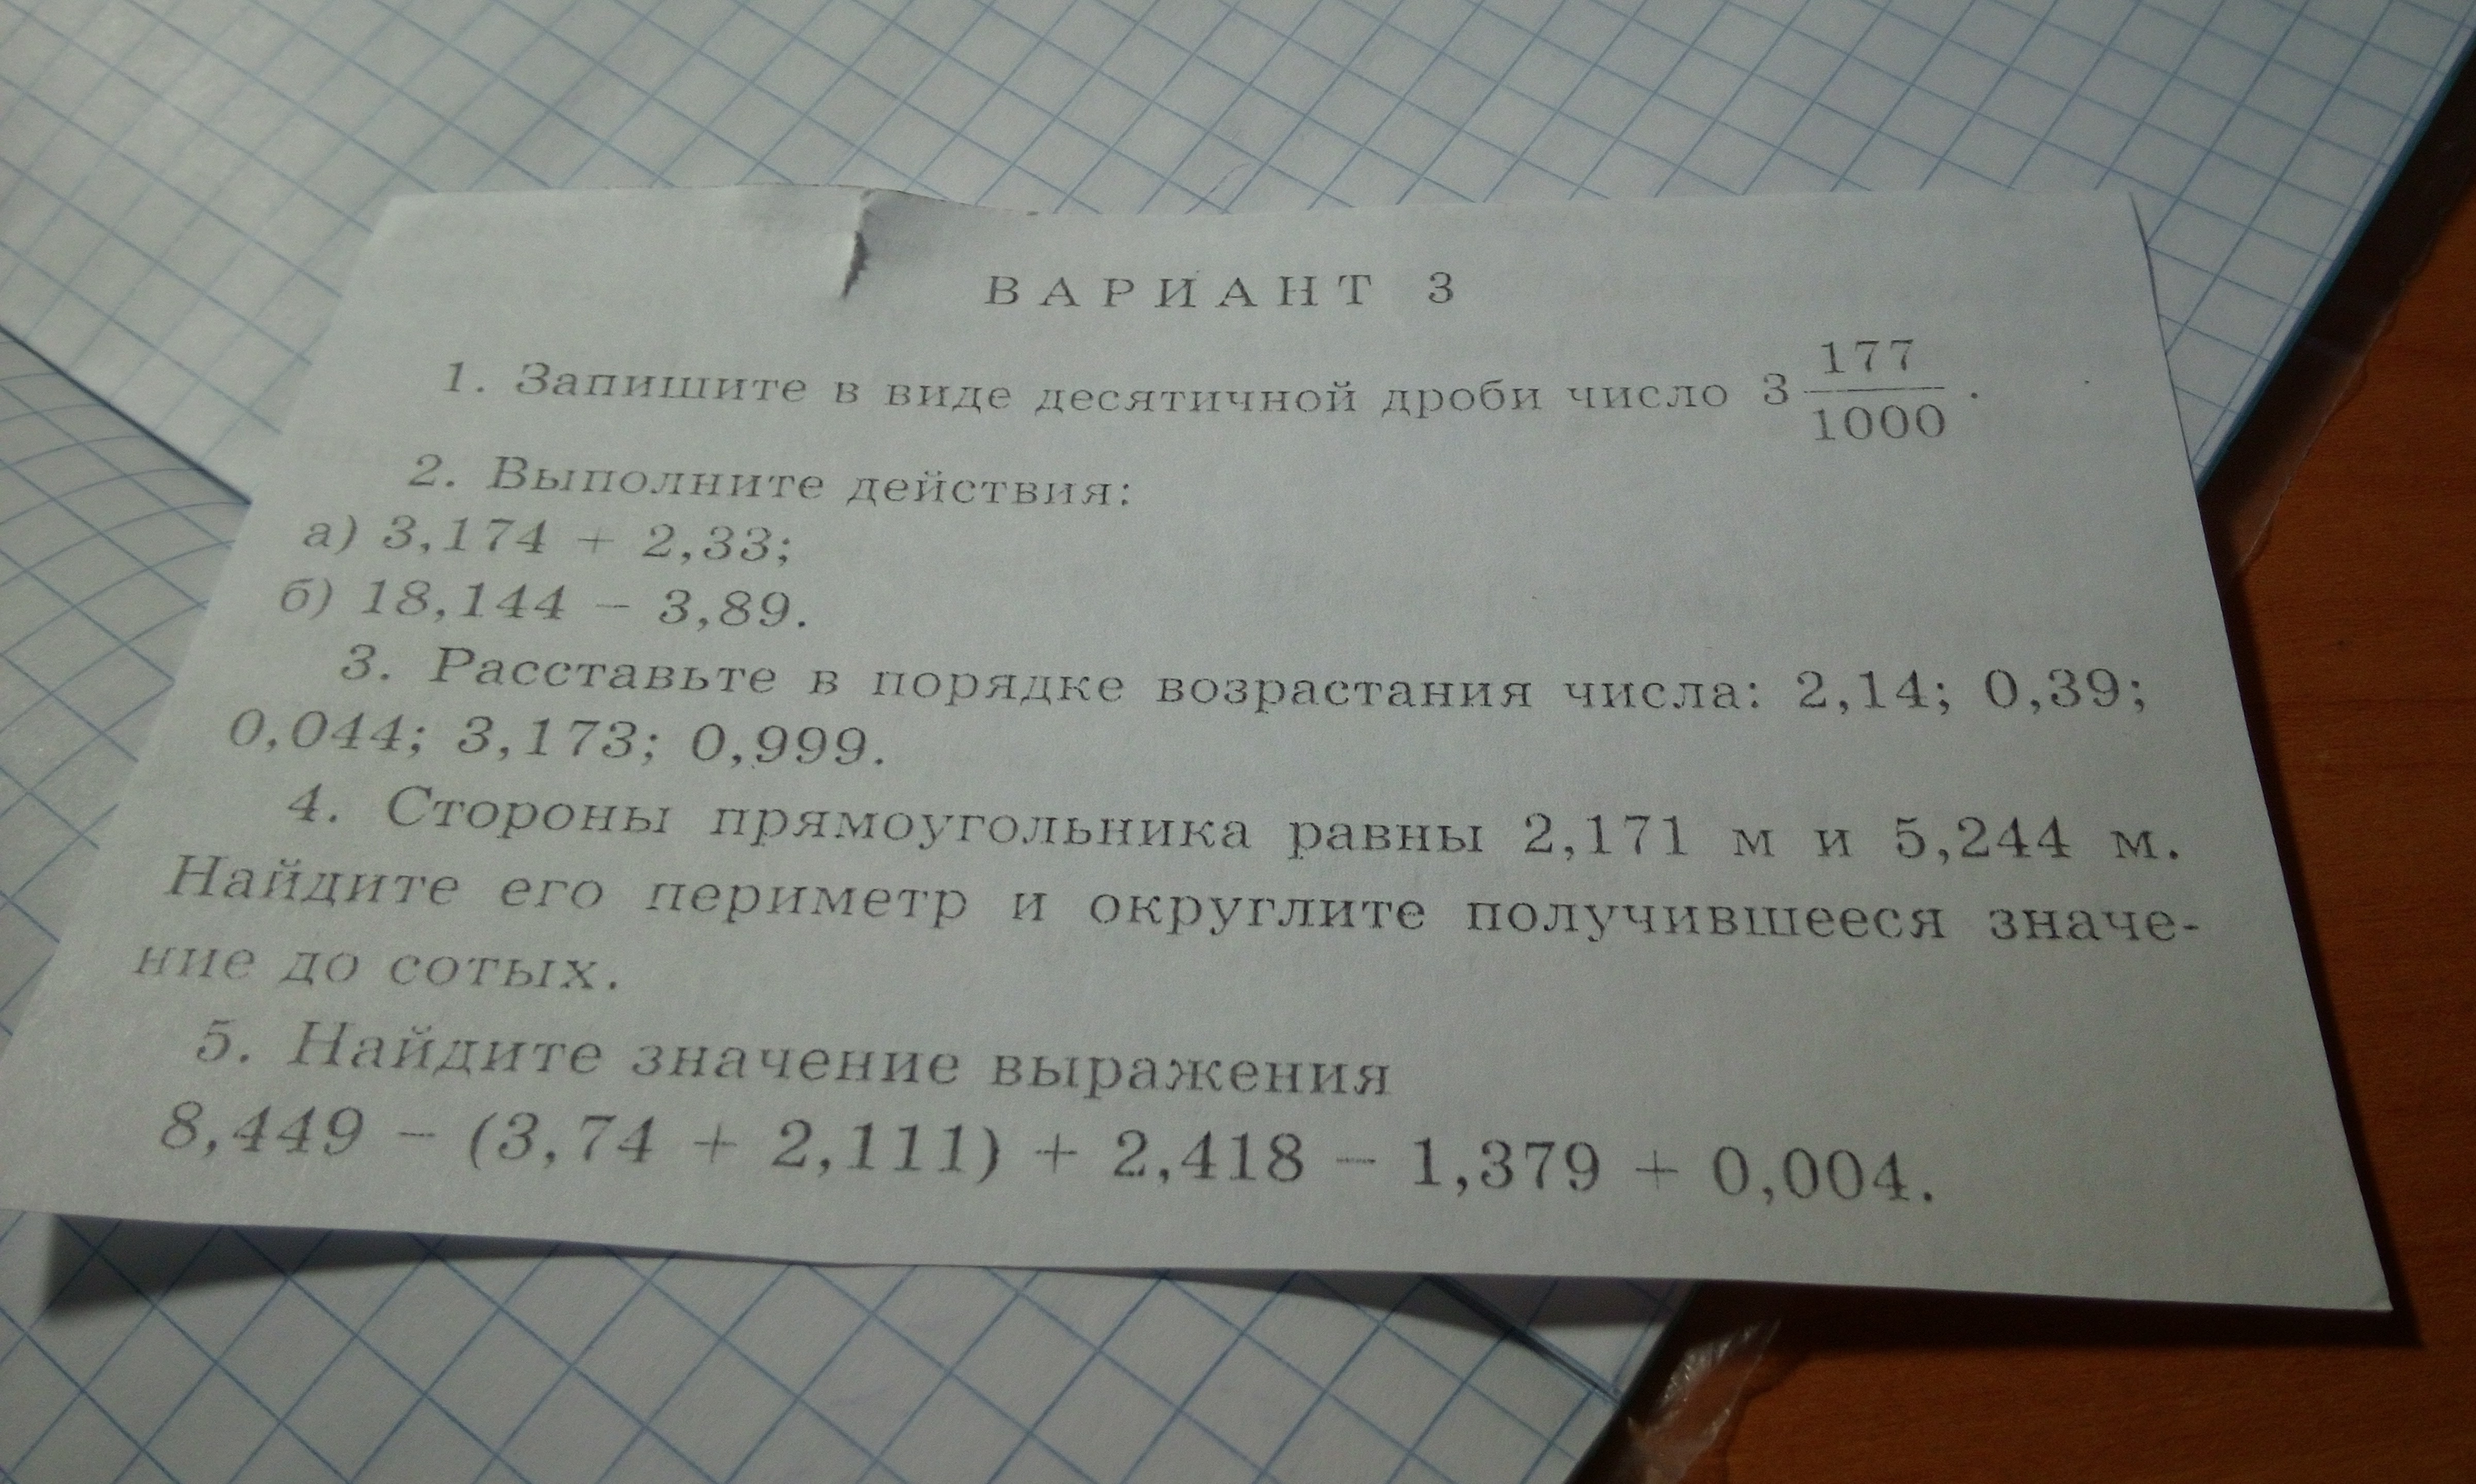 ВАРИАНТ 3
1. Запишите в виде десятичной дроби число 3 177/1000.
2. Выполните действия:
а) 3,174 + 2,33;
б) 18,144 – 3,89.
3. Расставьте в порядке возрастания числа: 2,14; 0,39;
0,044; 3,173; 0,999.
4. Стороны прямоугольника равны 2,171 м и 5,244 м.
Найдите его периметр и округлите получившееся значе-
ние до сотых.
5. Найдите значение выражения
8,449 – (3,74 + 2,111) + 2,418 – 1,379 + 0,004.